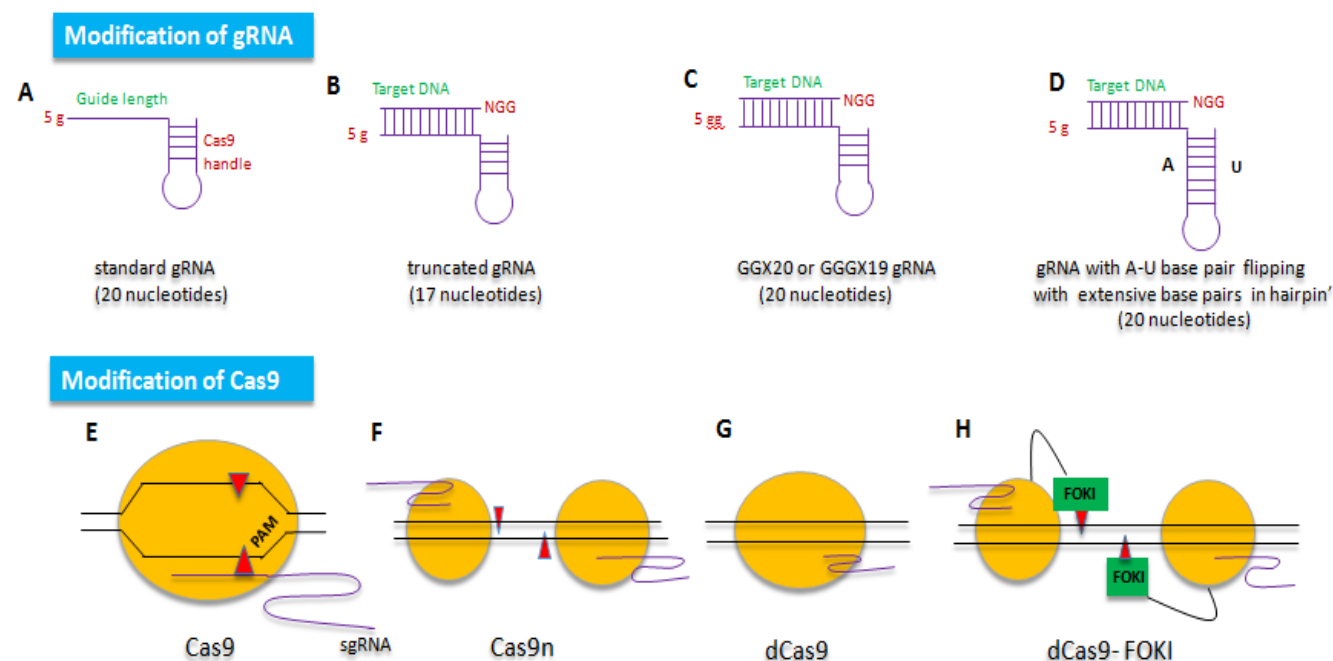 Modification of gRNA
A
Guide length
5 g
Cas9
handle
standard gRNA
(20 nucleotides)
B
Target DNA
NGG
5 g
truncated gRNA
(17 nucleotides)
C
Target DNA
NGG
5 gg
GGX20 or GGGX19 gRNA
(20 nucleotides)
D
Target DNA
NGG
5 g
A U
gRNA with A-U base pair flipping
with extensive base pairs in hairpin'
(20 nucleotides)
Modification of Cas9
E
PAM
Cas9
sgRNA
F
Cas9n
G
dCas9
H
FOKI
FOKI
dCas9- FOKI